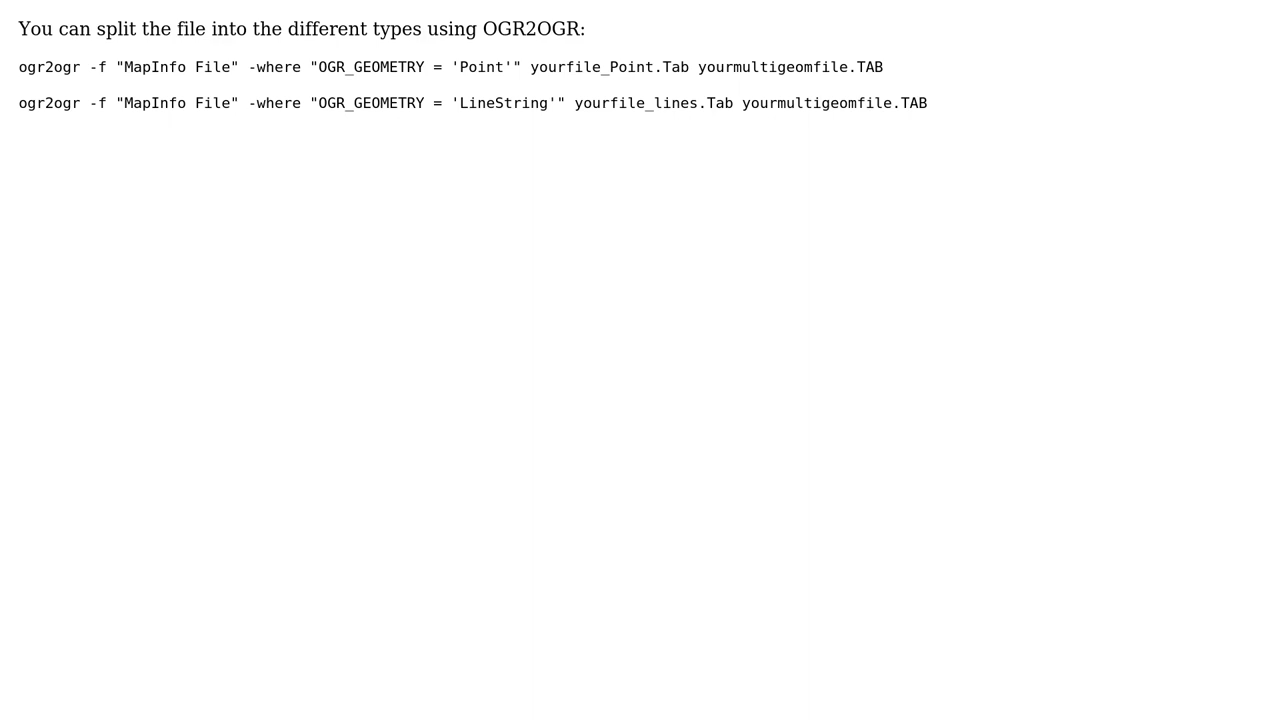 You can split the file into the different types using OGR2OGR:
ogr2ogr -f "MapInfo File" -where "OGR_GEOMETRY = 'Point'" yourfile_Point.Tab yourmultigeomfile.TAB
ogr2ogr -f "MapInfo File" -where "OGR_GEOMETRY = 'LineString'" yourfile_lines.Tab yourmultigeomfile.TAB